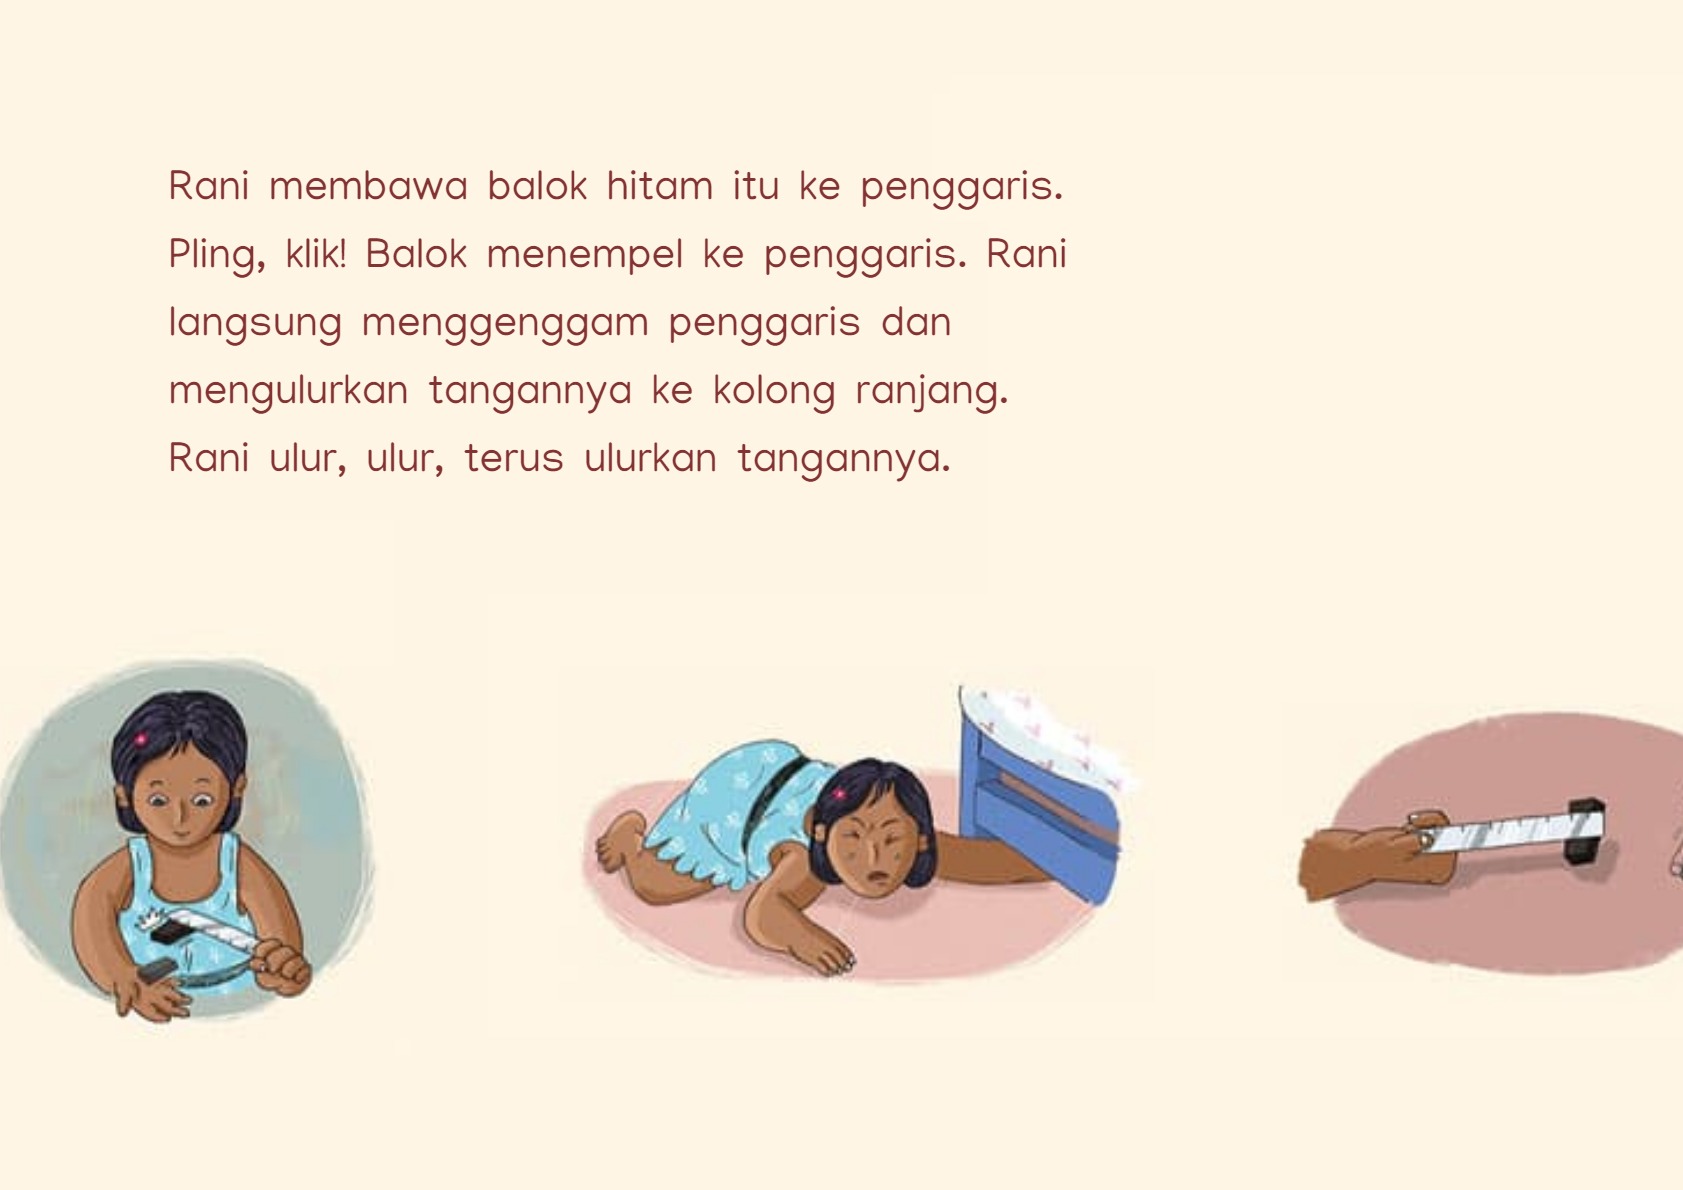 Rani membawa balok hitam itu ke penggaris.
Pling, klik! Balok menempel ke penggaris. Rani
langsung menggenggam penggaris dan
mengulurkan tangannya ke kolong ranjang.
Rani ulur, ulur, terus ulurkan tangannya.